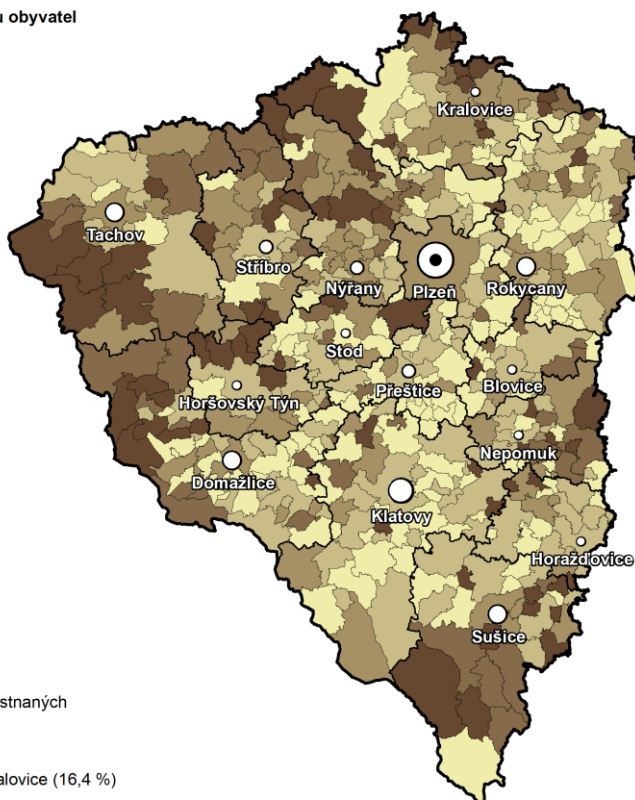 u obyvatel
Kralovice
Tachov
Stříbro
Nýřany
Plzeň
Rokycany
Stod
Přeštice
Blovice
Horšovský Týn
Nepomuk
Domažlice
Klatovy
Horažďovice
Sušice
stnaných
alovice (16,4 %)